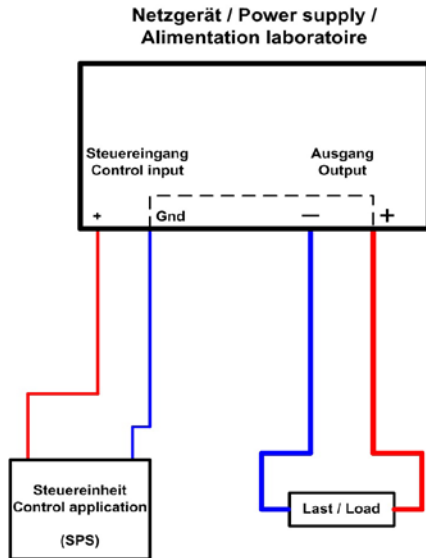 Netzgerät / Power supply /
Alimentation laboratoire
Steuereingang
Control input
Ausgang
Output
+
Gnd
—
+
Steuereinheit
Control application
(SPS)
Last / Load